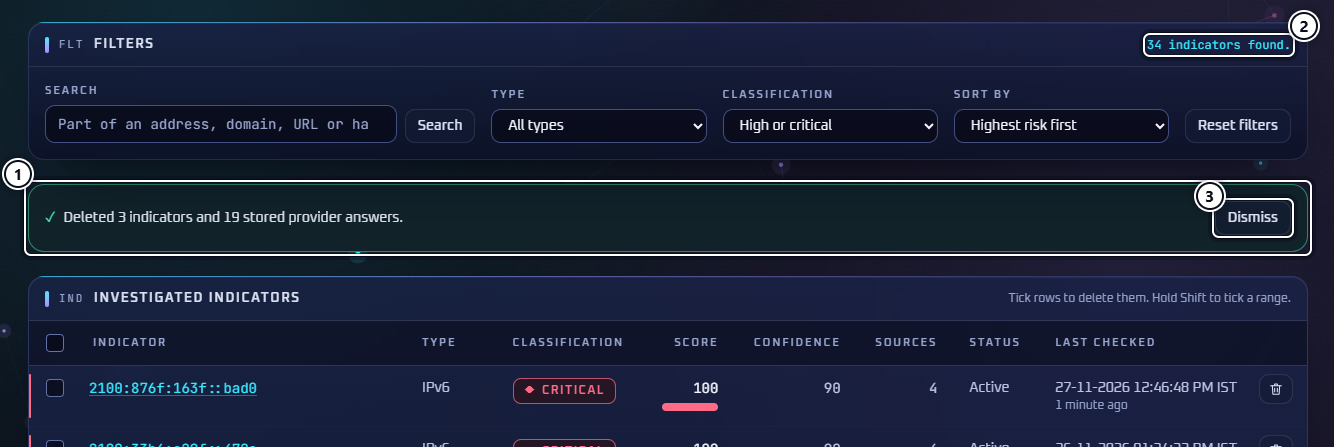 2
FLT FILTERS 34 indicators found.
SEARCH TYPE CLASSIFICATION SORT BY
Part of an address, domain, URL or ha Search All types High or critical Highest risk first Reset filters
1
3
✓ Deleted 3 indicators and 19 stored provider answers. Dismiss
IND INVESTIGATED INDICATORS Tick rows to delete them. Hold Shift to tick a range.
INDICATOR TYPE CLASSIFICATION SCORE CONFIDENCE SOURCES STATUS LAST CHECKED
2100:876f:163f::bad0 IPv6 CRITICAL 100 90 4 Active 27-11-2026 12:46:48 PM IST
1 minute ago